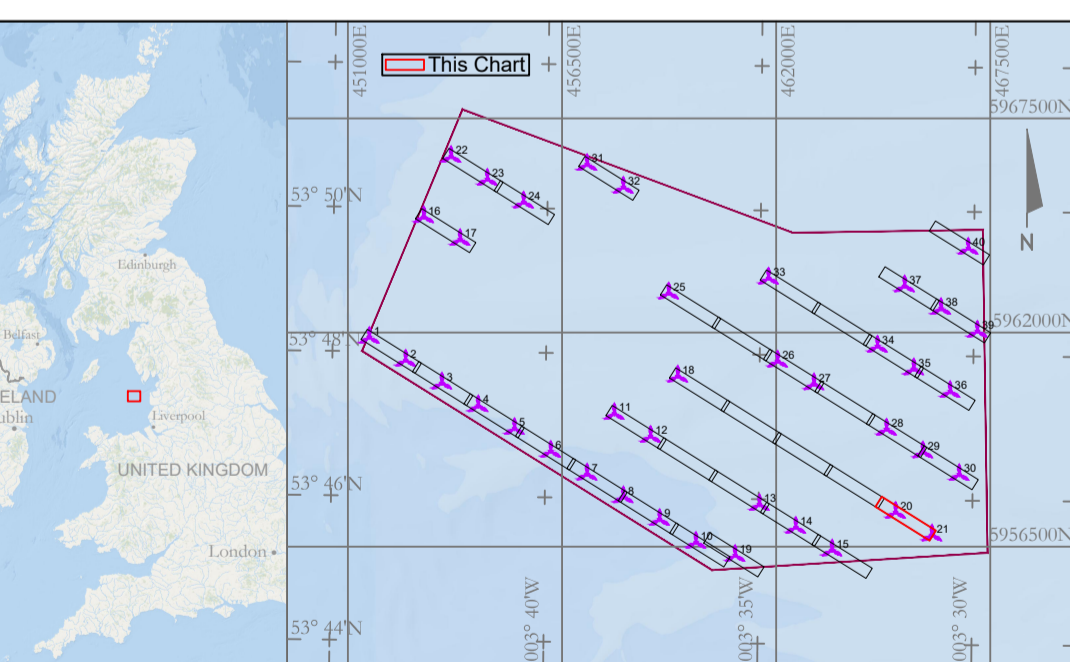 Edinburgh
Belfast
ELAND
ublin
Liverpool
UNITED KINGDOM
London
This Chart
451000E
456500E
462000E
467500E
5967500N
5962000N
5956500N
53° 50'N
53° 48'N
53° 46'N
53° 44'N
003° 40'W
003° 35'W
003° 30'W
N
22
23
24
31
32
16
17
40
37
38
39
33
25
34
35
36
1
2
3
4
5
6
7
8
9
10
19
18
26
27
28
29
30
11
12
13
14
15
20
21